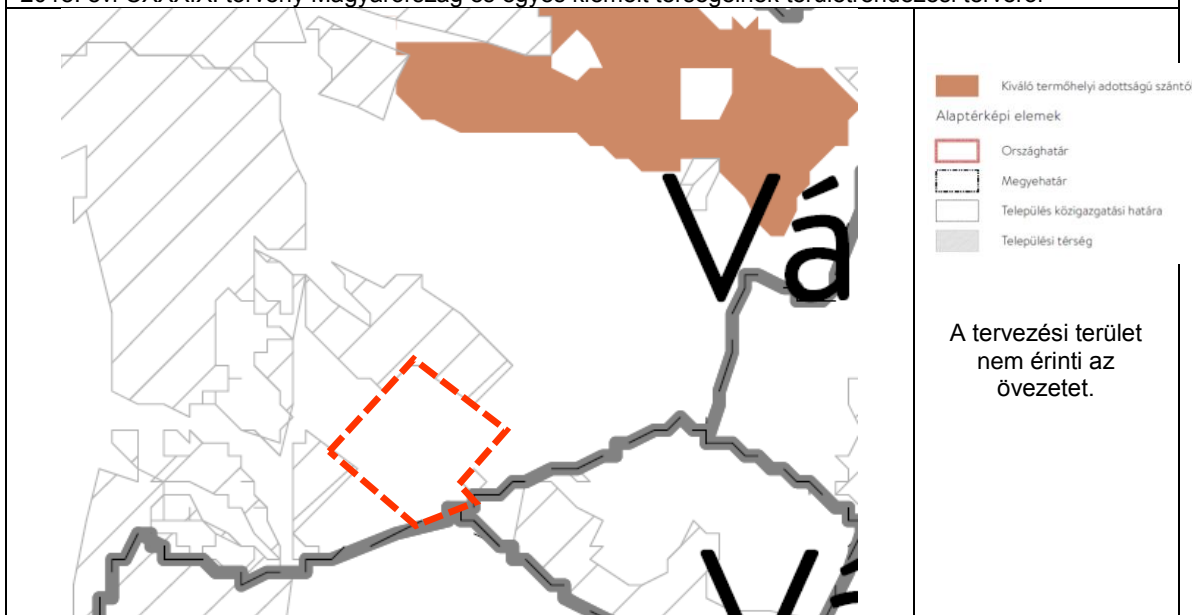 Vá
Kiváló termőhelyi adottságú szántó
Alaptérképi elemek
Országhatár
Megyehatár
Település közigazgatási határa
Települési térség
A tervezési terület
nem érinti az
övezetet.